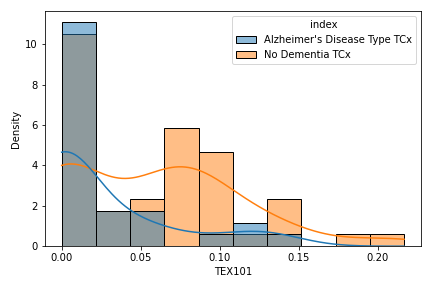 index
Alzheimer's Disease Type TCx
No Dementia TCx
Density
10
8
6
4
2
0
0.00 0.05 0.10 0.15 0.20
TEX101